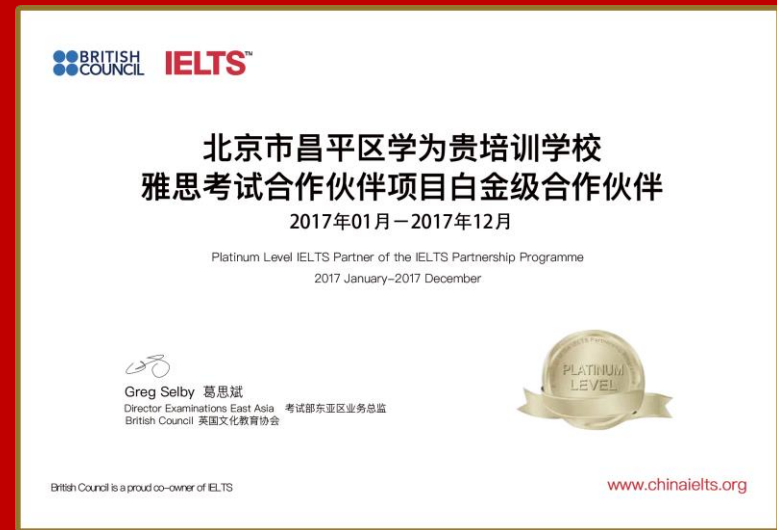 BRITISH
COUNCIL
IELTS™
北京市昌平区学为贵培训学校
雅思考试合作伙伴项目白金级合作伙伴
2017年01月－2017年12月
Platinum Level IELTS Partner of the IELTS Partnership Programme
2017 January-2017 December
PLATINUM
LEVEL
Greg Selby 葛思斌
Director Examinations East Asia 考试部东亚区业务总监
British Council 英国文化教育协会
British Council is a proud co-owner of IELTS
www.chinaielts.org